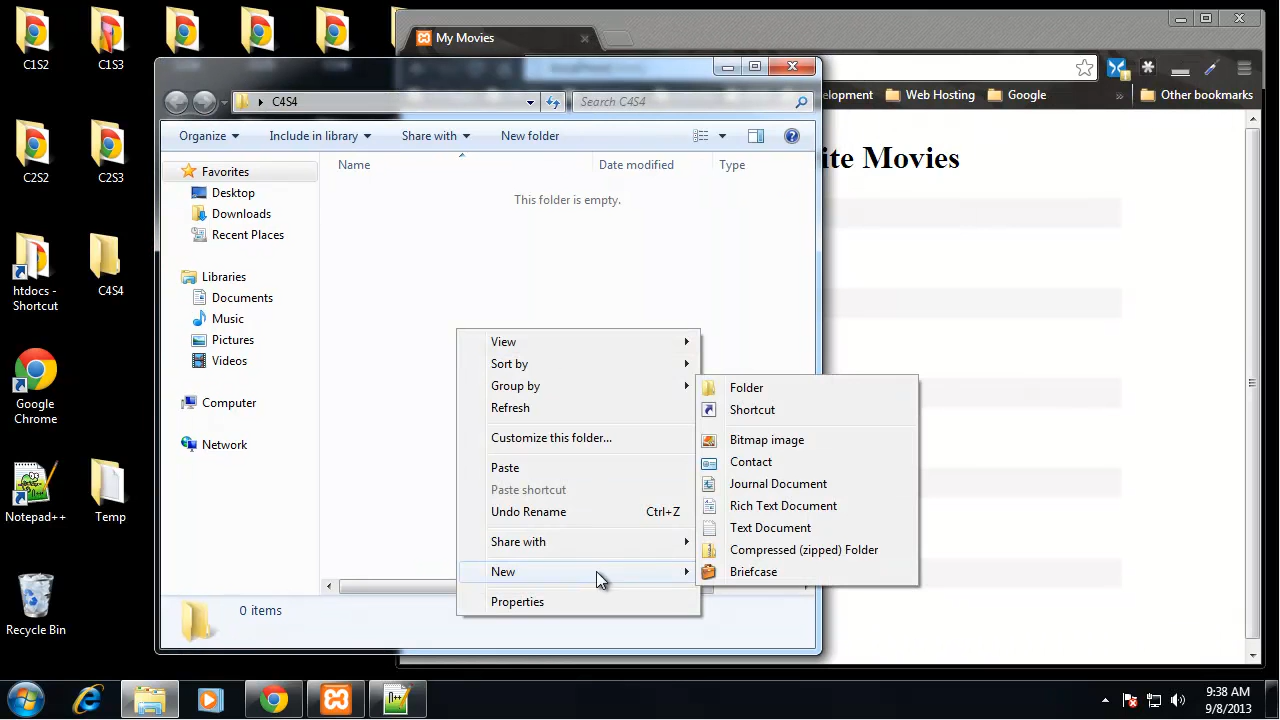 C1S2
C1S3
C2S2
C2S3
htdocs -
Shortcut
C4S4
Google
Chrome
Notepad++
Temp
Recycle Bin
My Movies
elopment
Web Hosting
Google
»
Other bookmarks
ite Movies
C4S4
Search C4S4
Organize
Include in library
Share with
New folder
Name
Date modified
Type
This folder is empty.
Favorites
Desktop
Downloads
Recent Places
Libraries
Documents
Music
Pictures
Videos
Computer
Network
0 items
View
Sort by
Group by
Refresh
Customize this folder...
Paste
Paste shortcut
Undo Rename Ctrl+Z
Share with
New
Properties
Folder
Shortcut
Bitmap image
Contact
Journal Document
Rich Text Document
Text Document
Compressed (zipped) Folder
Briefcase
9:38 AM
9/8/2013